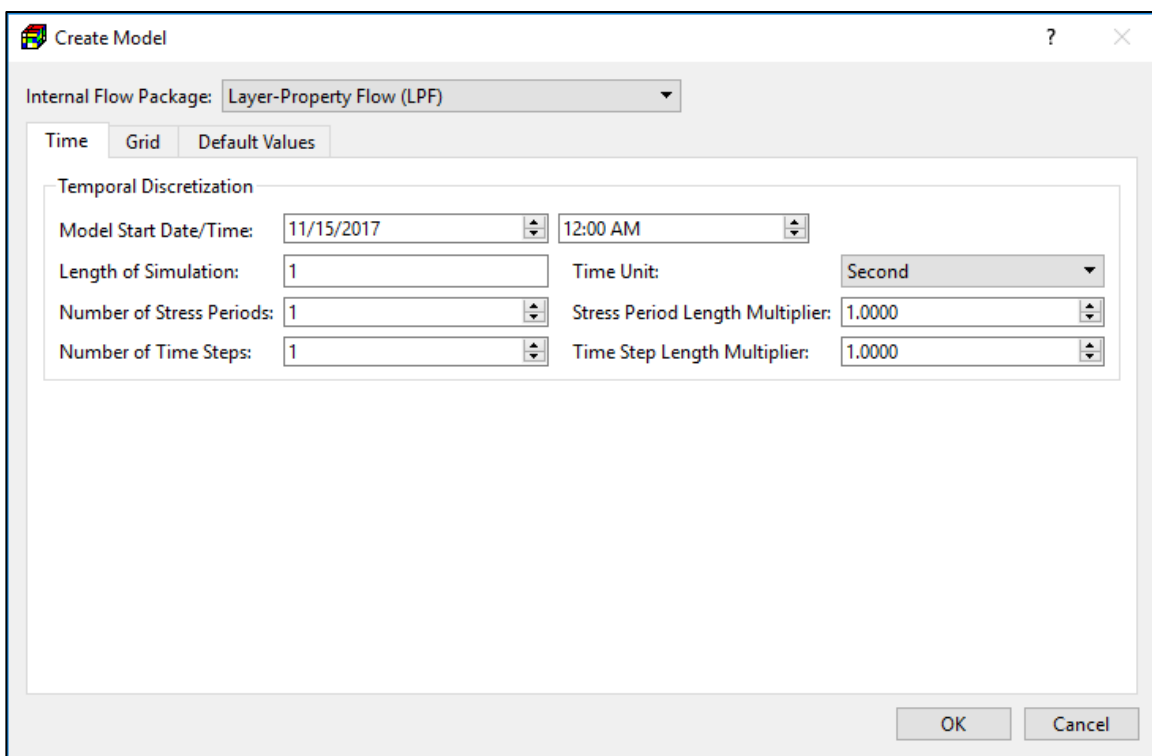 Create Model ?
Internal Flow Package: Layer-Property Flow (LPF)
Time Grid Default Values
Temporal Discretization
Model Start Date/Time: 11/15/2017 12:00 AM
Length of Simulation: 1 Time Unit: Second
Number of Stress Periods: 1 Stress Period Length Multiplier: 1.0000
Number of Time Steps: 1 Time Step Length Multiplier: 1.0000
OK Cancel